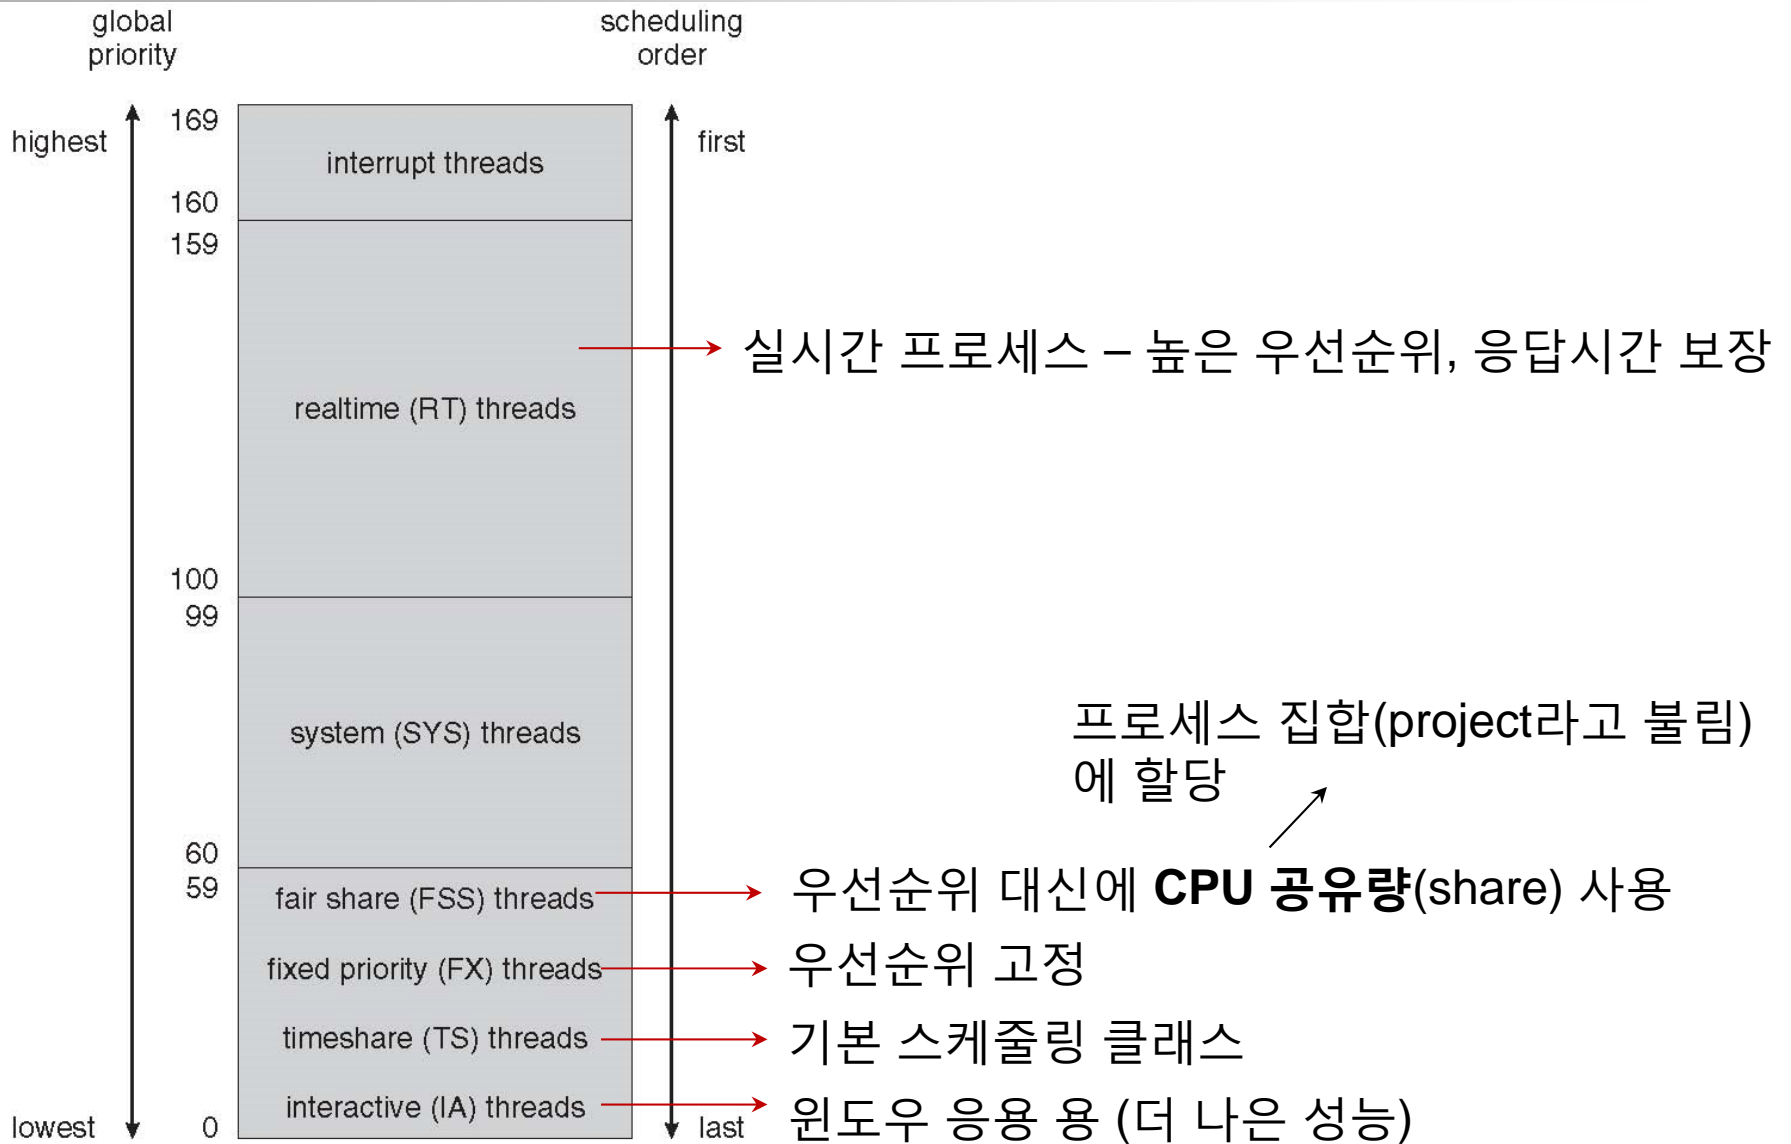 global
priority
scheduling
order
highest
169
interrupt threads
first
160
159
실시간 프로세스 – 높은 우선순위, 응답시간 보장
realtime (RT) threads
100
99
system (SYS) threads
프로세스 집합(project라고 불림)
에 할당
60
59
fair share (FSS) threads
우선순위 대신에 CPU 공유량(share) 사용
fixed priority (FX) threads
우선순위 고정
timeshare (TS) threads
기본 스케줄링 클래스
interactive (IA) threads
윈도우 응용 용 (더 나은 성능)
lowest
0
last